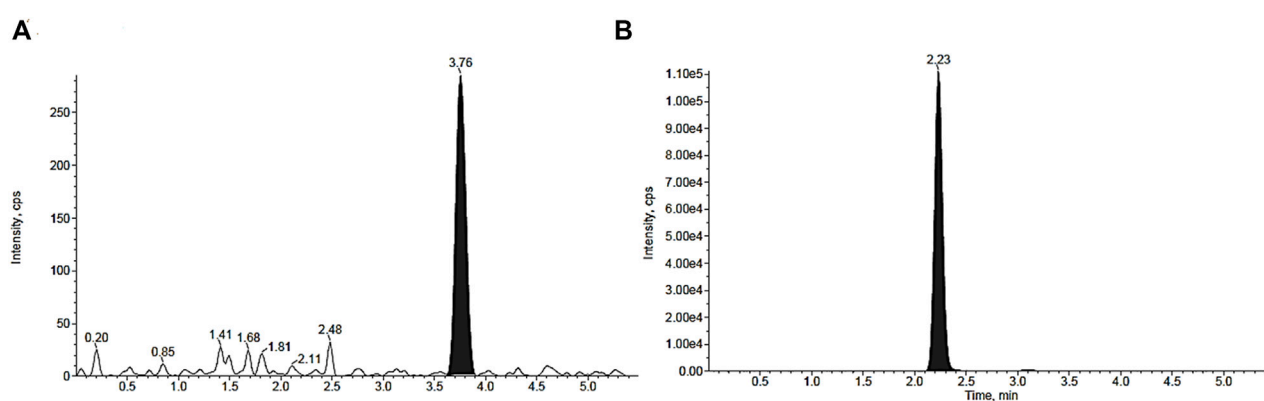 A
B
3.76
250
200
150
100
50
0
Intensity, cps
0.20
0.85
1.41
1.68
1.81
2.11
2.48
0.5
1.0
1.5
2.0
2.5
3.0
3.5
4.0
4.5
5.0
2.23
1.10e5
1.00e5
9.00e4
8.00e4
7.00e4
6.00e4
5.00e4
4.00e4
3.00e4
2.00e4
1.00e4
0.00
Intensity, cps
0.5
1.0
1.5
2.0
2.5
3.0
3.5
4.0
4.5
5.0
Time, min